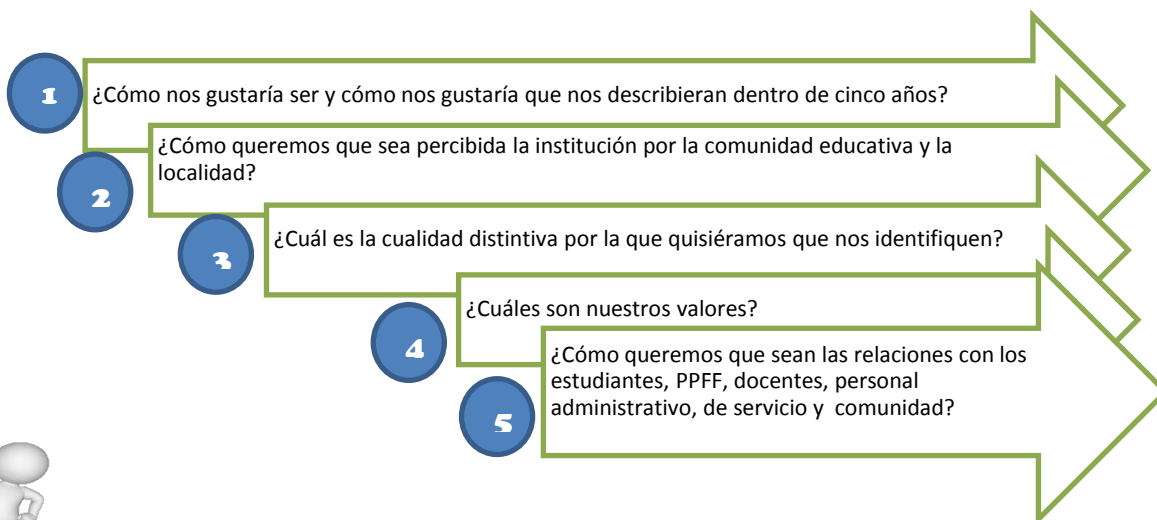 1
¿Cómo nos gustaría ser y cómo nos gustaría que nos describieran dentro de cinco años?
2
¿Cómo queremos que sea percibida la institución por la comunidad educativa y la
localidad?
3
¿Cuál es la cualidad distintiva por la que quisiéramos que nos identifiquen?
4
¿Cuáles son nuestros valores?
5
¿Cómo queremos que sean las relaciones con los
estudiantes, PPFF, docentes, personal
administrativo, de servicio y comunidad?